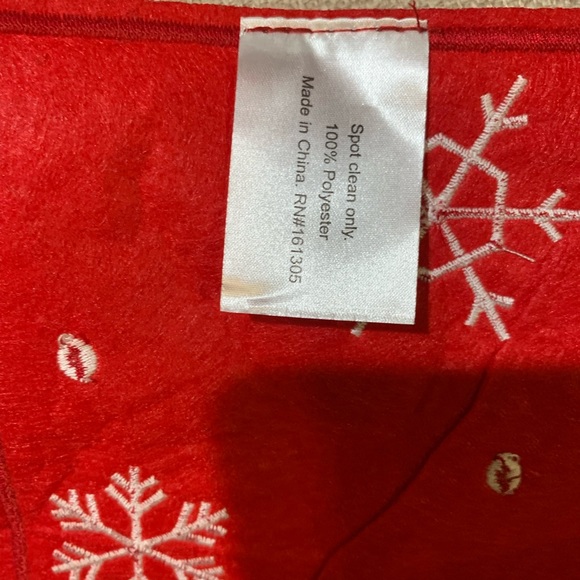 Spot clean only.
100% Polyester
Made in China. RN#161305